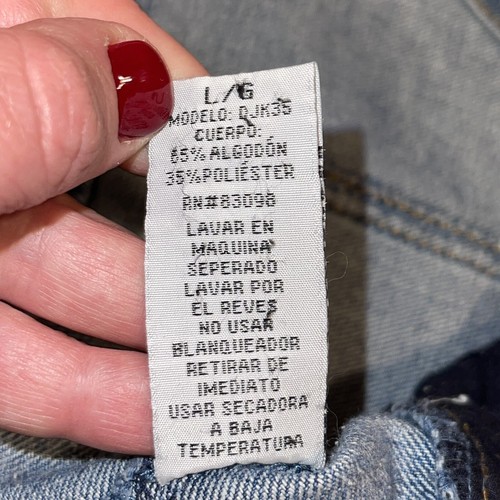 L/G
MODELO: DJK35
CUERPO:
65% ALGODÓN
35% POLIÉSTER
RN#83098
LAVAR EN
MAQUINA
SEPERADO
LAVAR POR
EL REVES
NO USAR
BLANQUEADOR
RETIRAR DE
IMEDIATO
USAR SECADORA
A BAJA
TEMPERATURA